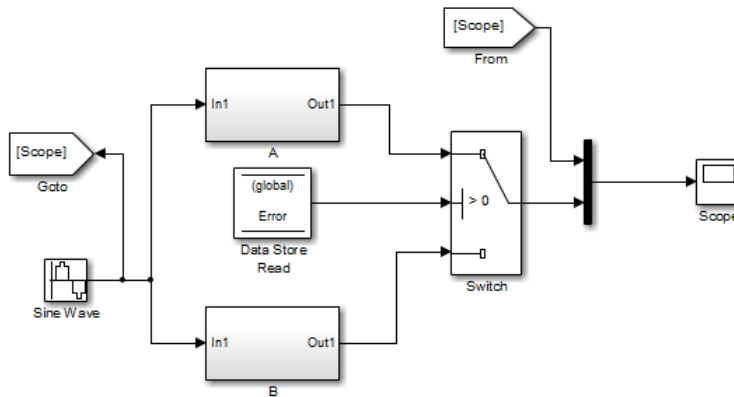 [Scope]
From
In1
Out1
A
[Scope]
Goto
(global)
Error
> 0
Data Store
Read
Scope
Switch
Sine Wave
In1
Out1
B